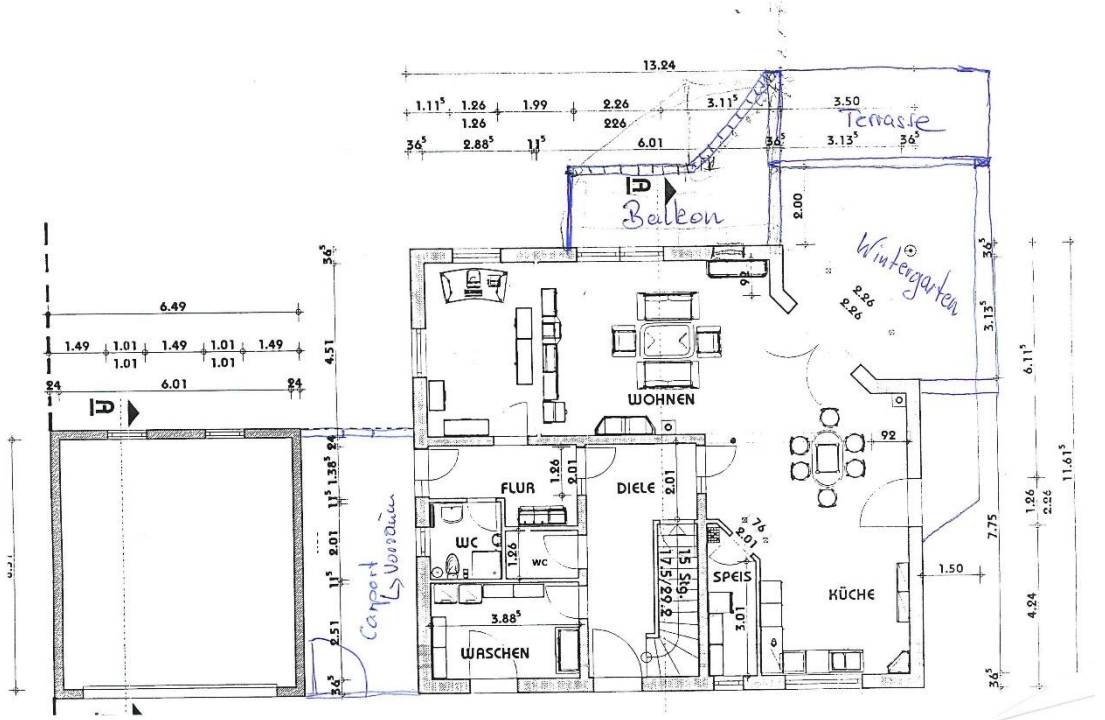 13.24
1.11⁵ 1.26 1.99 2.26 3.11⁵ 3.50
1.26 226
Terrasse
36⁵ 2.88⁵ 11⁵ 6.01 36⁵ 3.13⁵ 36⁵
A
Balkon
2.00
Wintergarten
36⁵
36⁵
92
2.26
2.26
3.13⁵
6.11⁵
11.61⁵
6.49
1.49 1.01 1.49 1.01 1.49
1.01 1.01
24 6.01 24
4.51
A
WOHNEN
24
92
1.38⁵
FLUR
1.26
2.01
DIELE
2.01
1.26
2.26
11⁵
7.75
76
2.01
WC
WC
1.26
2.01
Carport
↳ Vorraum
15 Stg.
17.5/29.2
SPEIS
1.50
11⁵
KÜCHE
3.88⁵
3.01
4.24
2.51
WASCHEN
36⁵
36⁵